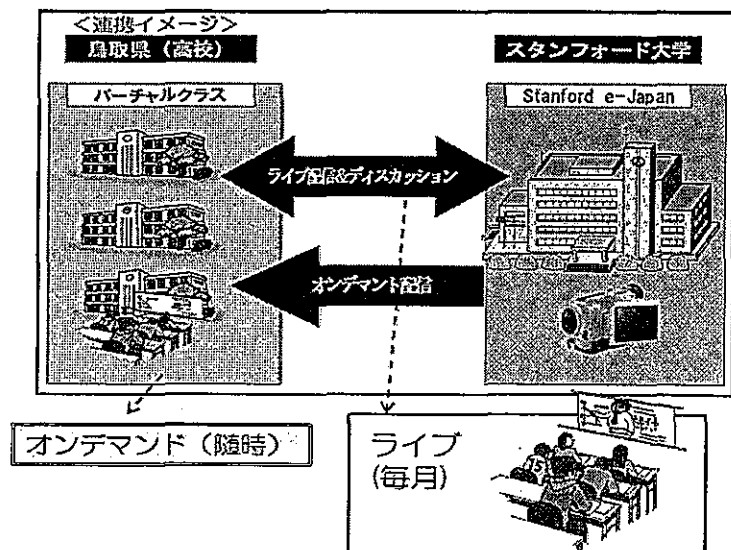 <連携イメージ>
鳥取県（高校）
スタンフォード大学
バーチャルクラス
Stanford e-Japan
ライブ配信&ディスカッション
オンデマント配信
オンデマンド（随時）
ライブ
(毎月)